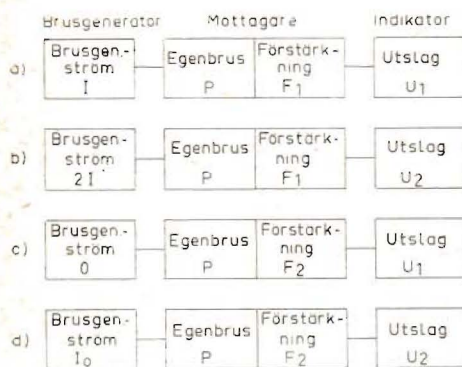 Brusgenerator Mottagare Indikator
a)
Brusgen.-
ström
I
Egenbrus
P
Förstärk-
ning
F1
Utslag
U1
b)
Brusgen-
ström
2I
Egenbrus
P
Förstärk-
ning
F1
Utslag
U2
c)
Brusgen.-
ström
0
Egenbrus
P
Förstärk-
ning
F2
Utslag
U1
d)
Brusgen.-
ström
I0
Egenbrus
P
Förstärk-
ning
F2
Utslag
U2